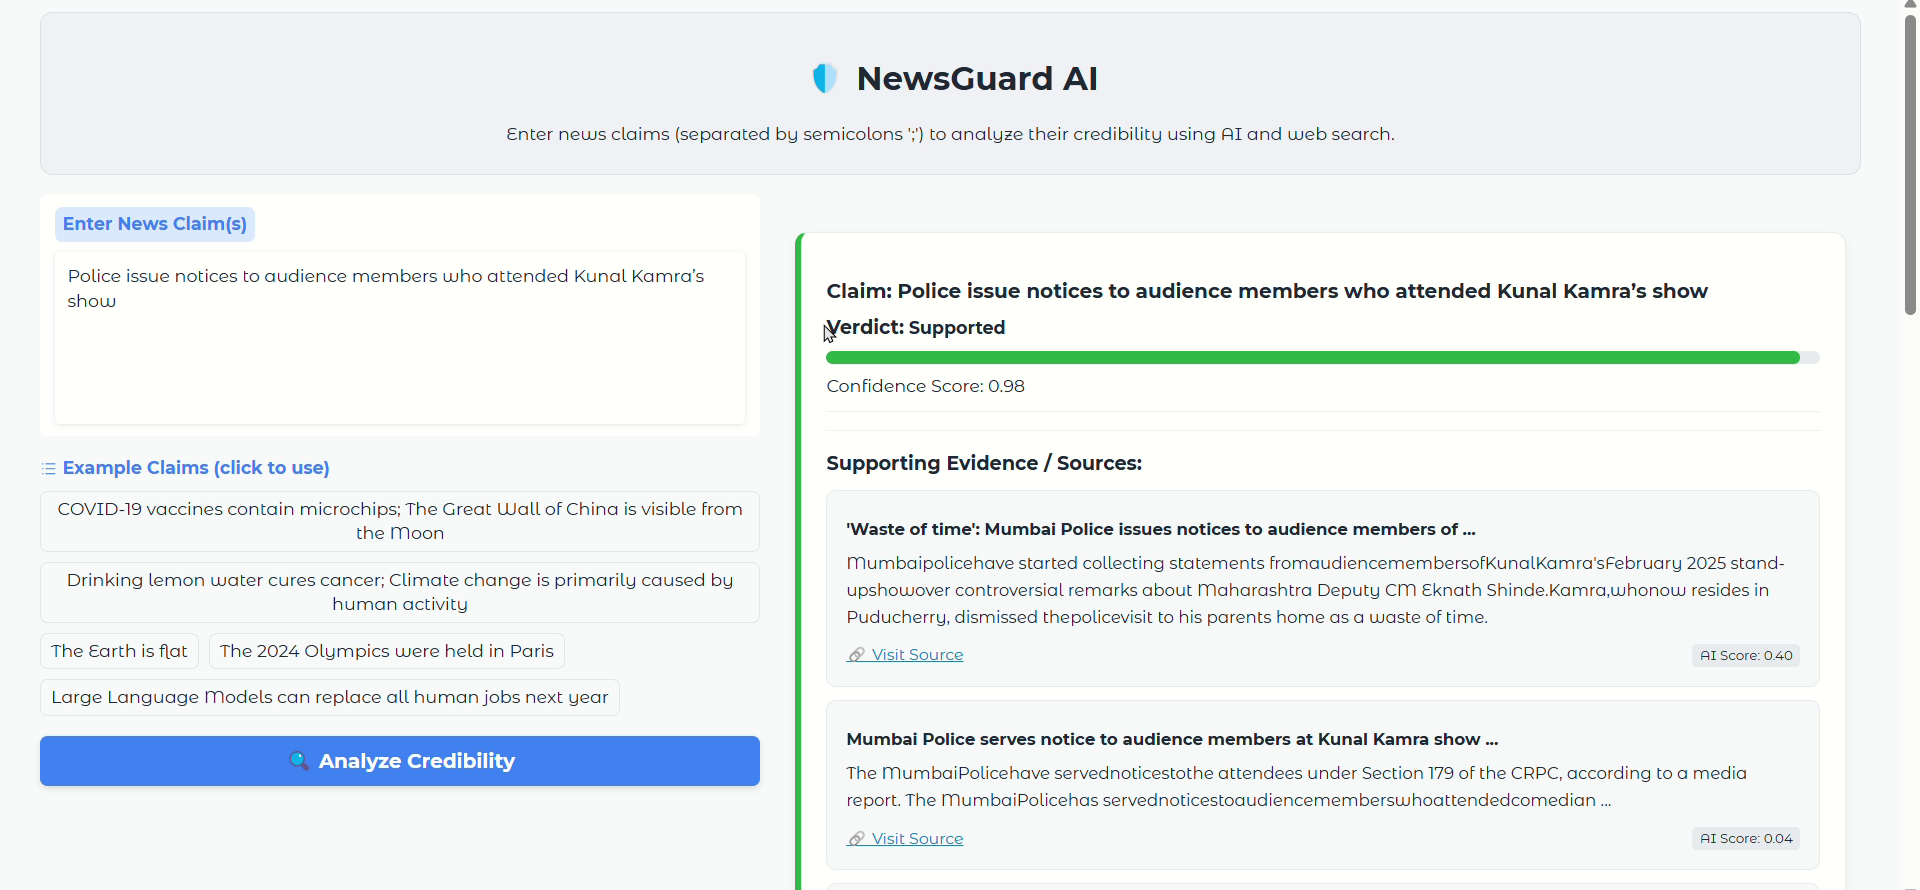 NewsGuard AI
Enter news claims (separated by semicolons ';') to analyze their credibility using AI and web search.
Enter News Claim(s)
Police issue notices to audience members who attended Kunal Kamra’s
show
Example Claims (click to use)
COVID-19 vaccines contain microchips; The Great Wall of China is visible from
the Moon
Drinking lemon water cures cancer; Climate change is primarily caused by
human activity
The Earth is flat
The 2024 Olympics were held in Paris
Large Language Models can replace all human jobs next year
Analyze Credibility
Claim: Police issue notices to audience members who attended Kunal Kamra’s show
Verdict: Supported
Confidence Score: 0.98
Supporting Evidence / Sources:
'Waste of time': Mumbai Police issues notices to audience members of ...
Mumbaipolicehave started collecting statements fromaudiencemembersofKunalKamra'sFebruary 2025 stand-
upshowover controversial remarks about Maharashtra Deputy CM Eknath Shinde.Kamra,whonow resides in
Puducherry, dismissed thepolicevisit to his parents home as a waste of time.
Visit Source
AI Score: 0.40
Mumbai Police serves notice to audience members at Kunal Kamra show ...
The MumbaiPolicehave servednoticestothe attendees under Section 179 of the CRPC, according to a media
report. The MumbaiPolicehas servednoticestoaudiencememberswhoattendedcomedian ...
Visit Source
AI Score: 0.04